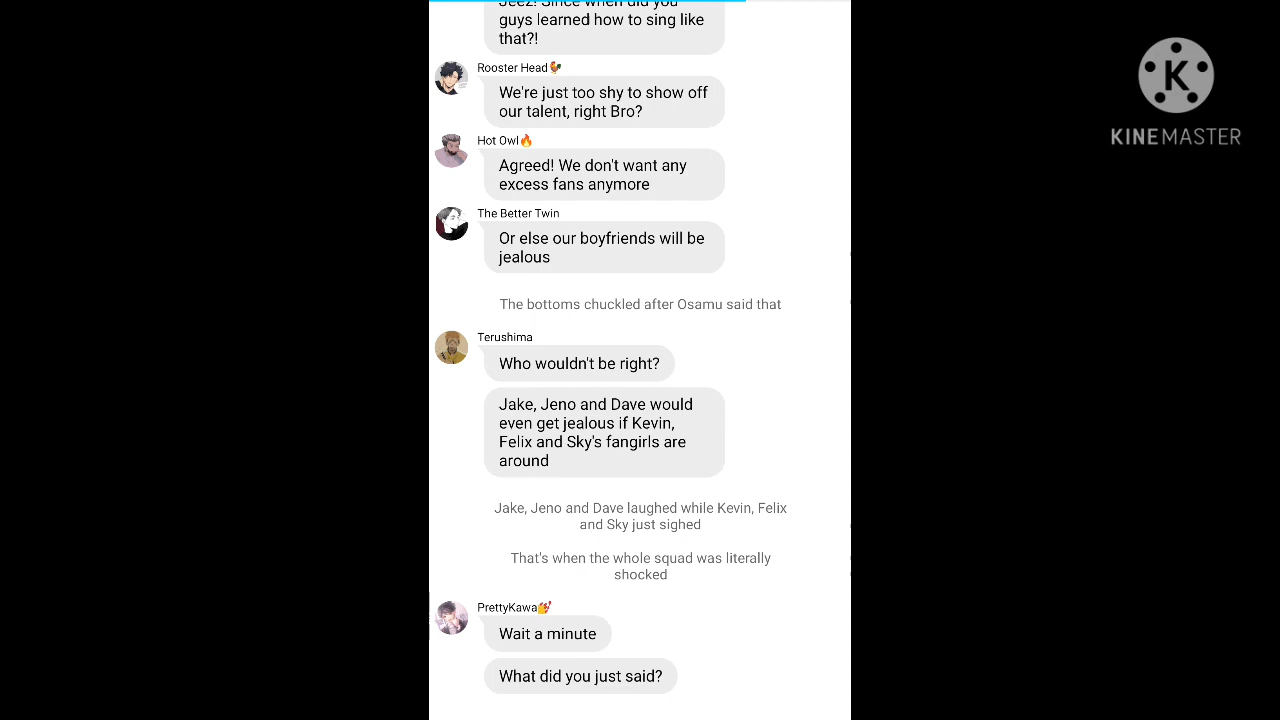 Jeez! Since when did you
guys learned how to sing like
that?!
Rooster Head🐓
We're just too shy to show off
our talent, right Bro?
Hot Owl🔥
Agreed! We don't want any
excess fans anymore
The Better Twin
Or else our boyfriends will be
jealous
The bottoms chuckled after Osamu said that
Terushima
Who wouldn't be right?
Jake, Jeno and Dave would
even get jealous if Kevin,
Felix and Sky's fangirls are
around
Jake, Jeno and Dave laughed while Kevin, Felix
and Sky just sighed
That's when the whole squad was literally
shocked
PrettyKawa💅
Wait a minute
What did you just said?
K
KINEMASTER